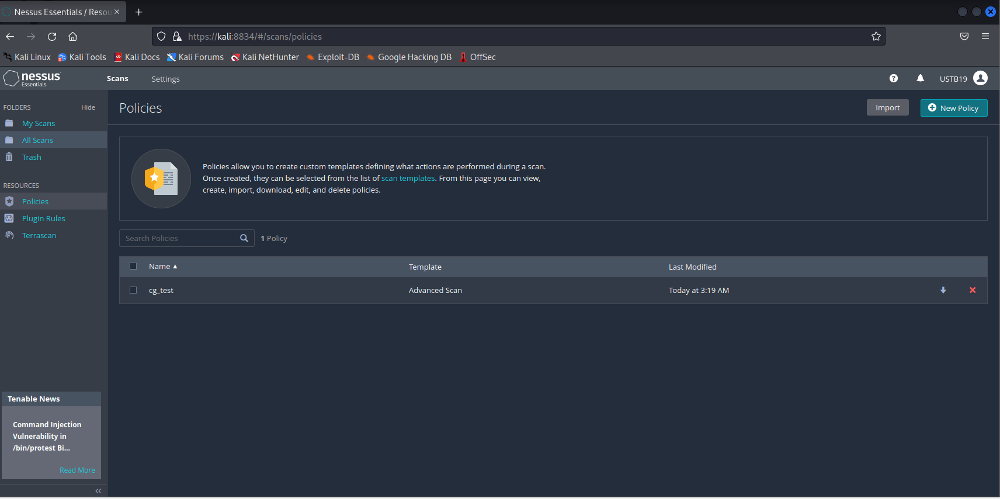 Nessus Essentials / Resou
https://kali:8834/#/scans/policies
Kali Linux Kali Tools Kali Docs Kali Forums Kali NetHunter Exploit-DB Google Hacking DB OffSec
nessus
Essentials
Scans Settings
USTB19
FOLDERS Hide
My Scans
All Scans
Trash
RESOURCES
Policies
Plugin Rules
Terrascan
Tenable News
Command Injection
Vulnerability in
/bin/protest Bi...
Read More
Policies
Import New Policy
Policies allow you to create custom templates defining what actions are performed during a scan.
Once created, they can be selected from the list of scan templates. From this page you can view,
create, import, download, edit, and delete policies.
Search Policies 1 Policy
Name Template Last Modified
cg_test Advanced Scan Today at 3:19 AM